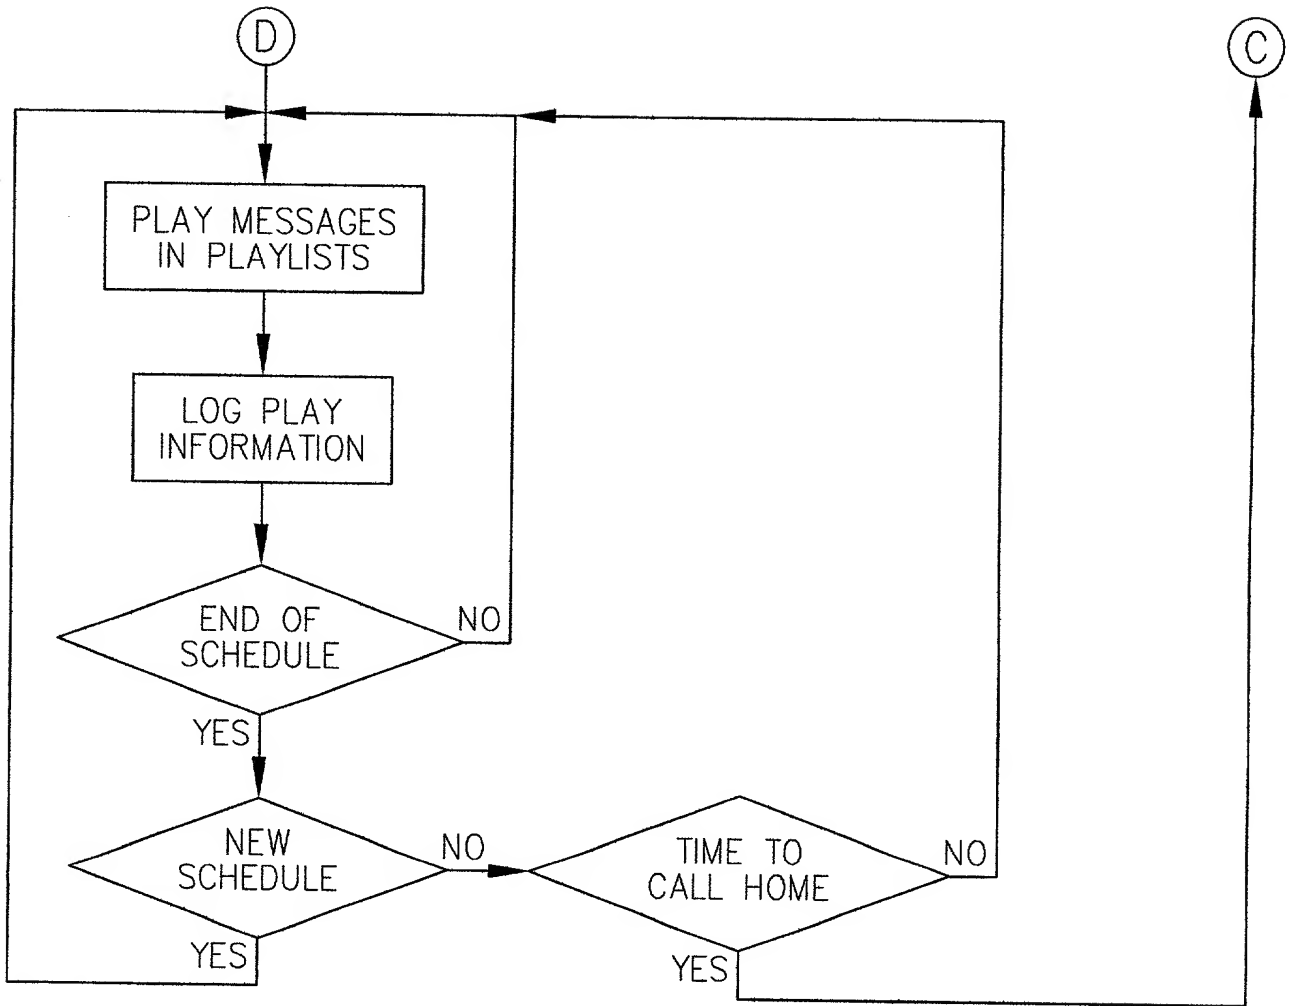 D
C
PLAY MESSAGES
IN PLAYLISTS
LOG PLAY
INFORMATION
END OF
SCHEDULE
NO
YES
NEW
SCHEDULE
NO
YES
TIME TO
CALL HOME
NO
YES